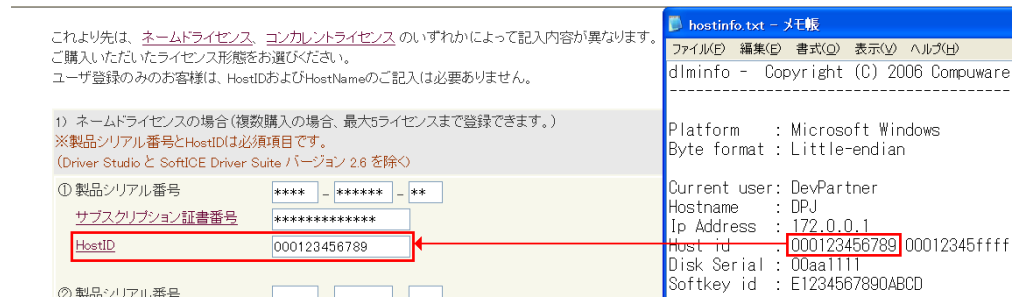 これより先は、ネームドライセンス、コンカレントライセンス のいずれかによって記入内容が異なります。
ご購入いただいたライセンス形態をお選びください。
ユーザ登録のみのお客様は、HostIDおよびHostNameのご記入は必要ありません。
1) ネームドライセンスの場合(複数購入の場合、最大5ライセンスまで登録できます。)
※製品シリアル番号とHostIDは必須項目です。
(Driver Studio と SoftICE Driver Suite バージョン 2.6 を除く)
① 製品シリアル番号 **** - ****** - **
サブスクリプション証書番号 *************
HostID 000123456789
② 製品シリアル番号
hostinfo.txt - メモ帳
ファイル(F) 編集(E) 書式(O) 表示(V) ヘルプ(H)
dlminfo - Copyright (C) 2006 Compuware
---------------------------------------
Platform : Microsoft Windows
Byte format : Little-endian
Current user: DevPartner
Hostname : DPJ
Ip Address : 172.0.0.1
Host id : 000123456789 00012345ffff
Disk Serial : 00aa1111
Softkey id : E1234567890ABCD